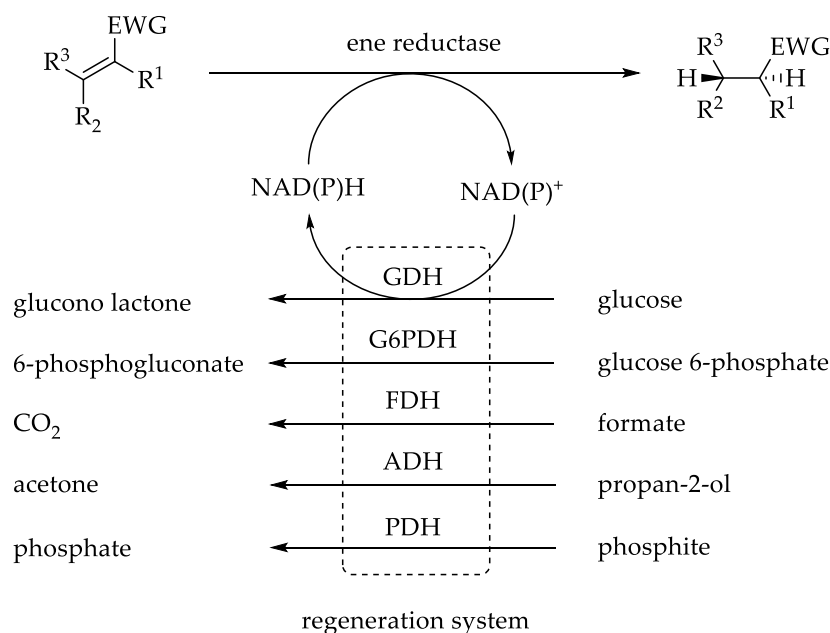 EWG
R³
R¹
R₂
ene reductase
R³
EWG
H
H
R²
R¹
NAD(P)H
NAD(P)⁺
GDH
glucono lactone
glucose
G6PDH
6-phosphogluconate
glucose 6-phosphate
FDH
CO₂
formate
ADH
acetone
propan-2-ol
PDH
phosphate
phosphite
regeneration system